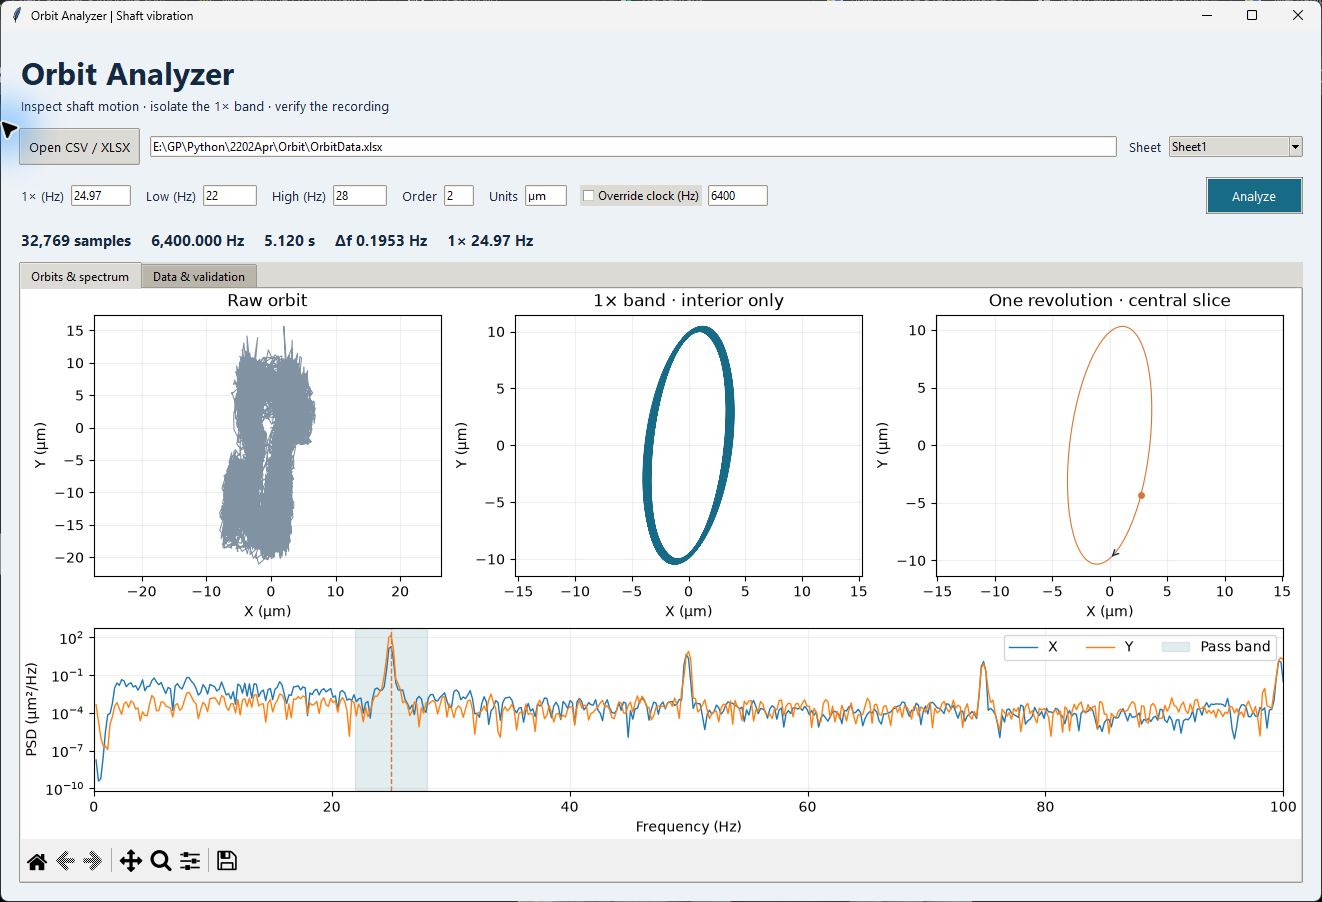 Orbit Analyzer | Shaft vibration
Orbit Analyzer
Inspect shaft motion · isolate the 1× band · verify the recording
Open CSV / XLSX E:\GP\Python\2202Apr\Orbit\OrbitData.xlsx Sheet Sheet1
1× (Hz) 24.97 Low (Hz) 22 High (Hz) 28 Order 2 Units µm Override clock (Hz) 6400 Analyze
32,769 samples 6,400.000 Hz 5.120 s Δf 0.1953 Hz 1× 24.97 Hz
Orbits & spectrum Data & validation
Raw orbit
15
10
5
0
−5
−10
−15
−20
Y (µm)
−20 −10 0 10 20
X (µm)
1× band · interior only
10
5
0
−5
−10
Y (µm)
−15 −10 −5 0 5 10 15
X (µm)
One revolution · central slice
10
5
0
−5
−10
Y (µm)
−15 −10 −5 0 5 10 15
X (µm)
X Y Pass band
10²
10⁻¹
10⁻⁴
10⁻⁷
10⁻¹⁰
PSD (µm²/Hz)
0 20 40 60 80 100
Frequency (Hz)